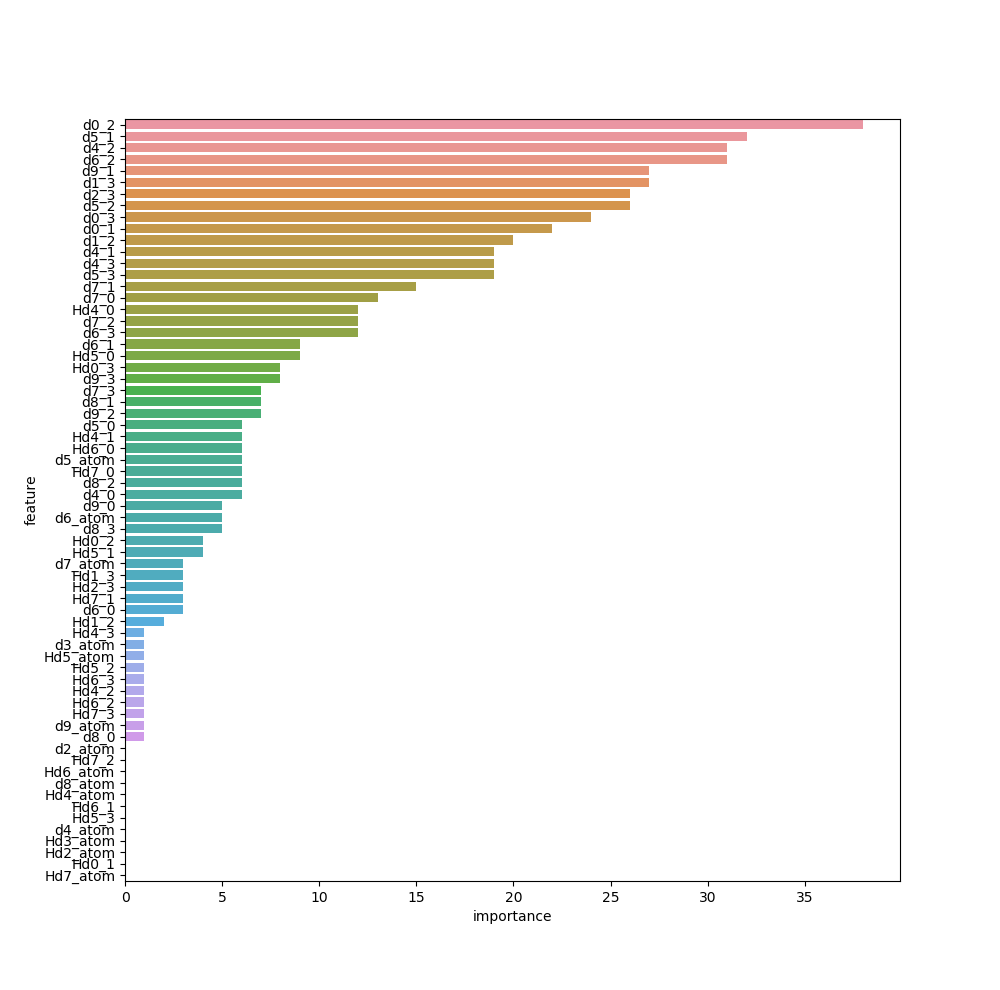 d0_2
d5_1
d4_2
d6_2
d9_1
d1_3
d2_3
d5_2
d0_3
d0_1
d1_2
d4_1
d4_3
d5_3
d7_1
d7_0
Hd4_0
d7_2
d6_3
d6_1
Hd5_0
Hd0_3
d9_3
d7_3
d8_1
d9_2
d5_0
Hd4_1
Hd6_0
d5_atom
Hd7_0
d8_2
d4_0
d9_0
d6_atom
d8_3
Hd0_2
Hd5_1
d7_atom
Hd1_3
Hd2_3
Hd7_1
d6_0
Hd1_2
Hd4_3
d3_atom
Hd5_atom
Hd5_2
Hd6_3
Hd4_2
Hd6_2
Hd7_3
d9_atom
d8_0
d2_atom
Hd7_2
Hd6_atom
d8_atom
Hd4_atom
Hd6_1
Hd5_3
d4_atom
Hd3_atom
Hd2_atom
Hd0_1
Hd7_atom
feature
0 5 10 15 20 25 30 35
importance